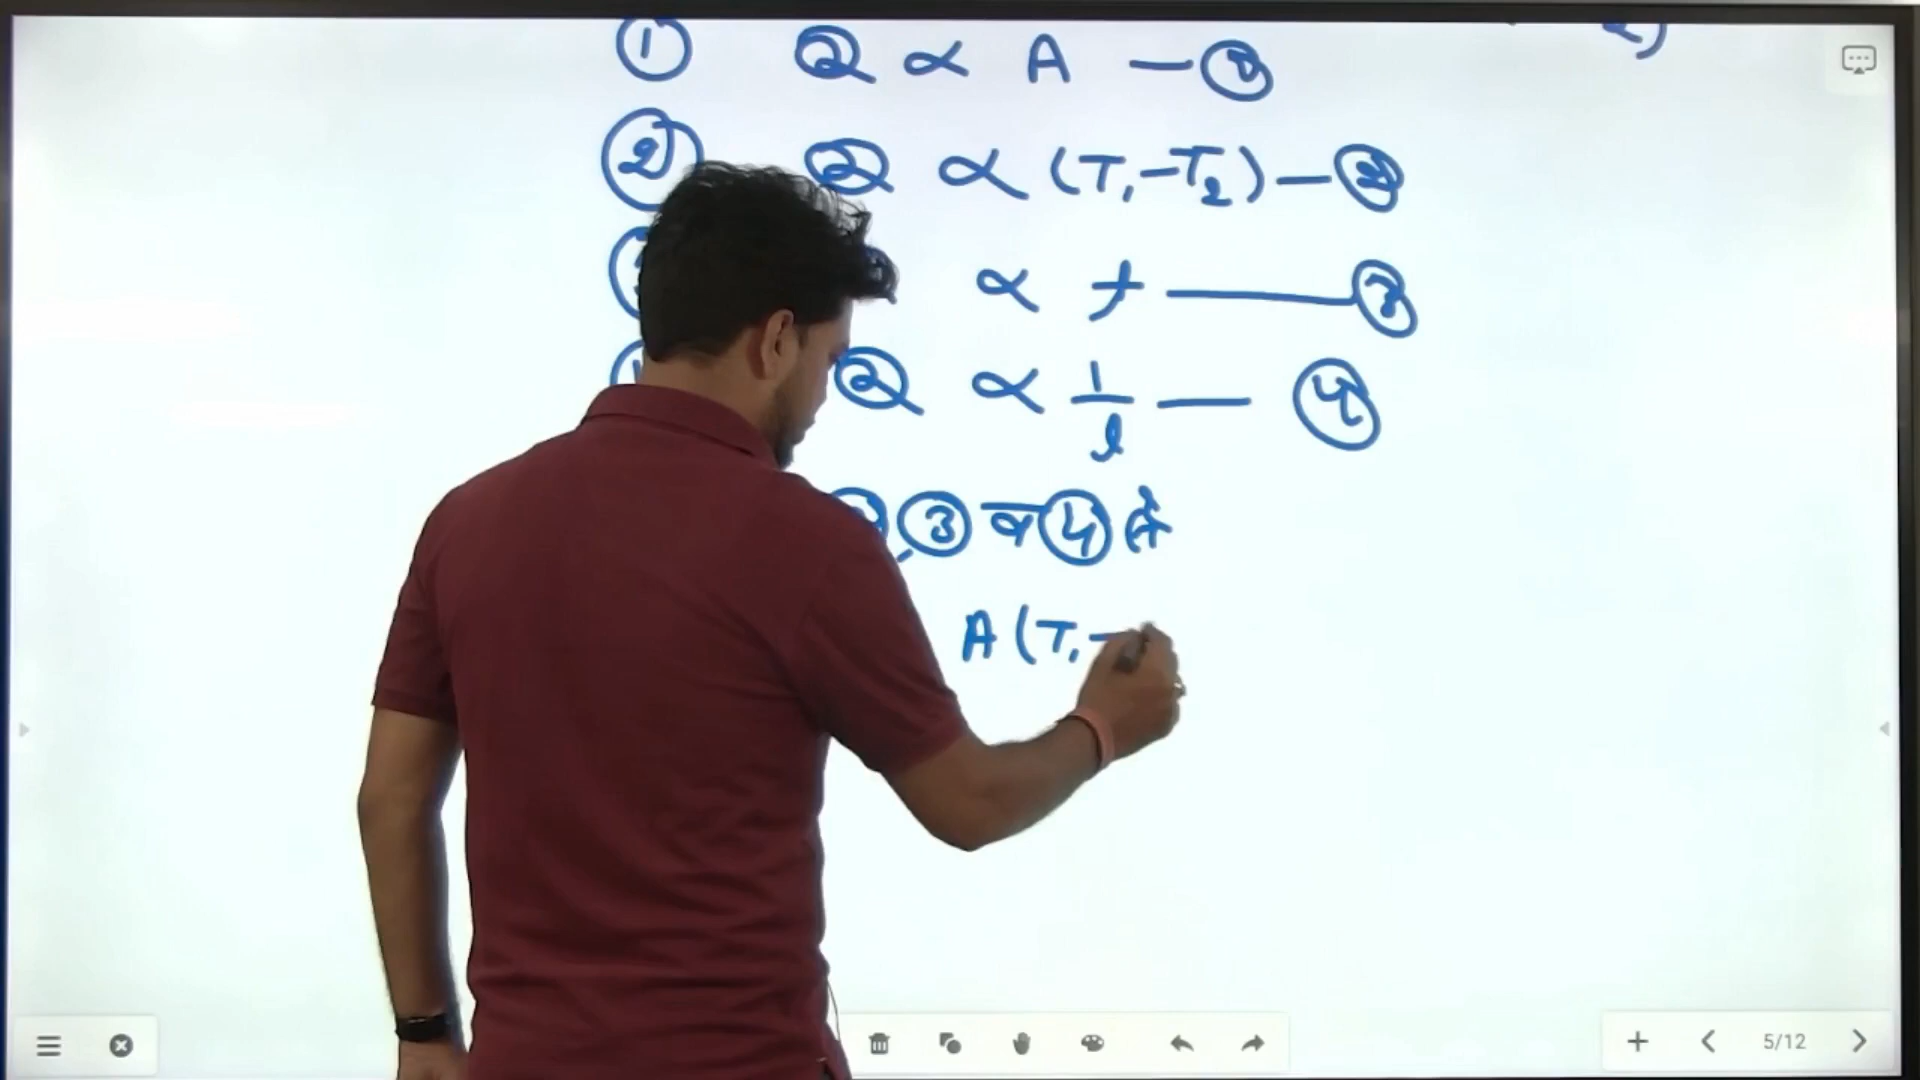 ① Q ∝ A — ①
② Q ∝ (T₁-T₂) — ②
∝ t — ③
Q ∝ 1/l — ④
③ व ④ से
A (T₁-
5/12